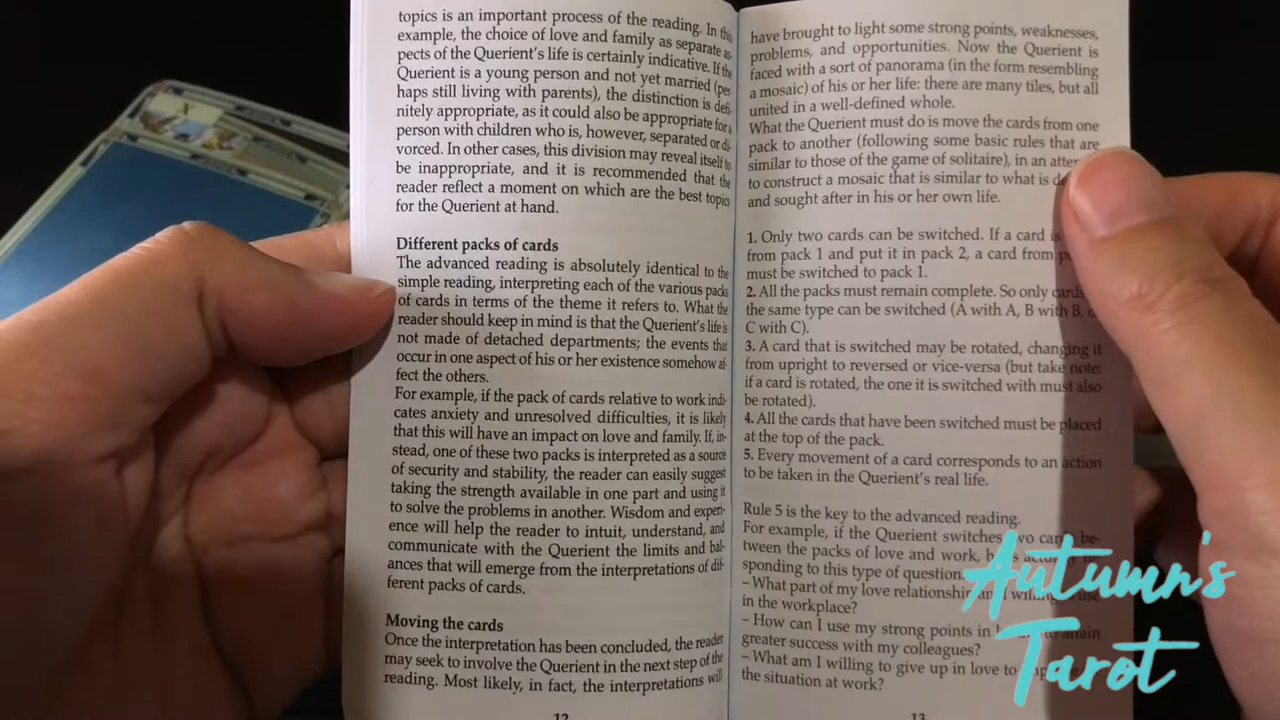 topics is an important process of the reading. In this
example, the choice of love and family as separate as-
pects of the Querient's life is certainly indicative. If the
Querient is a young person and not yet married (per-
haps still living with parents), the distinction is defi-
nitely appropriate, as it could also be appropriate for a
person with children who is, however, separated or di-
vorced. In other cases, this division may reveal itself to
be inappropriate, and it is recommended that the
reader reflect a moment on which are the best topics
for the Querient at hand.
Different packs of cards
The advanced reading is absolutely identical to the
simple reading, interpreting each of the various packs
of cards in terms of the theme it refers to. What the
reader should keep in mind is that the Querient's life is
not made of detached departments; the events that
occur in one aspect of his or her existence somehow af-
fect the others.
For example, if the pack of cards relative to work indi-
cates anxiety and unresolved difficulties, it is likely
that this will have an impact on love and family. If, in-
stead, one of these two packs is interpreted as a source
of security and stability, the reader can easily suggest
taking the strength available in one part and using it
to solve the problems in another. Wisdom and experi-
ence will help the reader to intuit, understand, and
communicate with the Querient the limits and bal-
ances that will emerge from the interpretations of dif-
ferent packs of cards.
Moving the cards
Once the interpretation has been concluded, the reader
may seek to involve the Querient in the next step of the
reading. Most likely, in fact, the interpretations will
12
have brought to light some strong points, weaknesses,
problems, and opportunities. Now the Querient is
faced with a sort of panorama (in the form resembling
a mosaic) of his or her life: there are many tiles, but all
united in a well-defined whole.
What the Querient must do is move the cards from one
pack to another (following some basic rules that are
similar to those of the game of solitaire), in an
to construct a mosaic that is similar to what is
and sought after in his or her own life.
1. Only two cards can be switched. If a card is
from pack 1 and put it in pack 2, a card from
must be switched to pack 1.
2. All the packs must remain complete. So only cards
the same type can be switched (A with A, B with B,
C with C).
3. A card that is switched may be rotated, changing it
from upright to reversed or vice-versa (but take note:
if a card is rotated, the one it is switched with must also
be rotated).
4. All the cards that have been switched must be placed
at the top of the pack.
5. Every movement of a card corresponds to an action
to be taken in the Querient's real life.
Rule 5 is the key to the advanced reading.
For example, if the Querient switches two cards be-
tween the packs of love and work,
sponding to this type of question
– What part of my love relationship
in the workplace?
– How can I use my strong points in
greater success with my colleagues?
– What am I willing to give up in love to
the situation at work?
13
X
Autumn's
Tarot